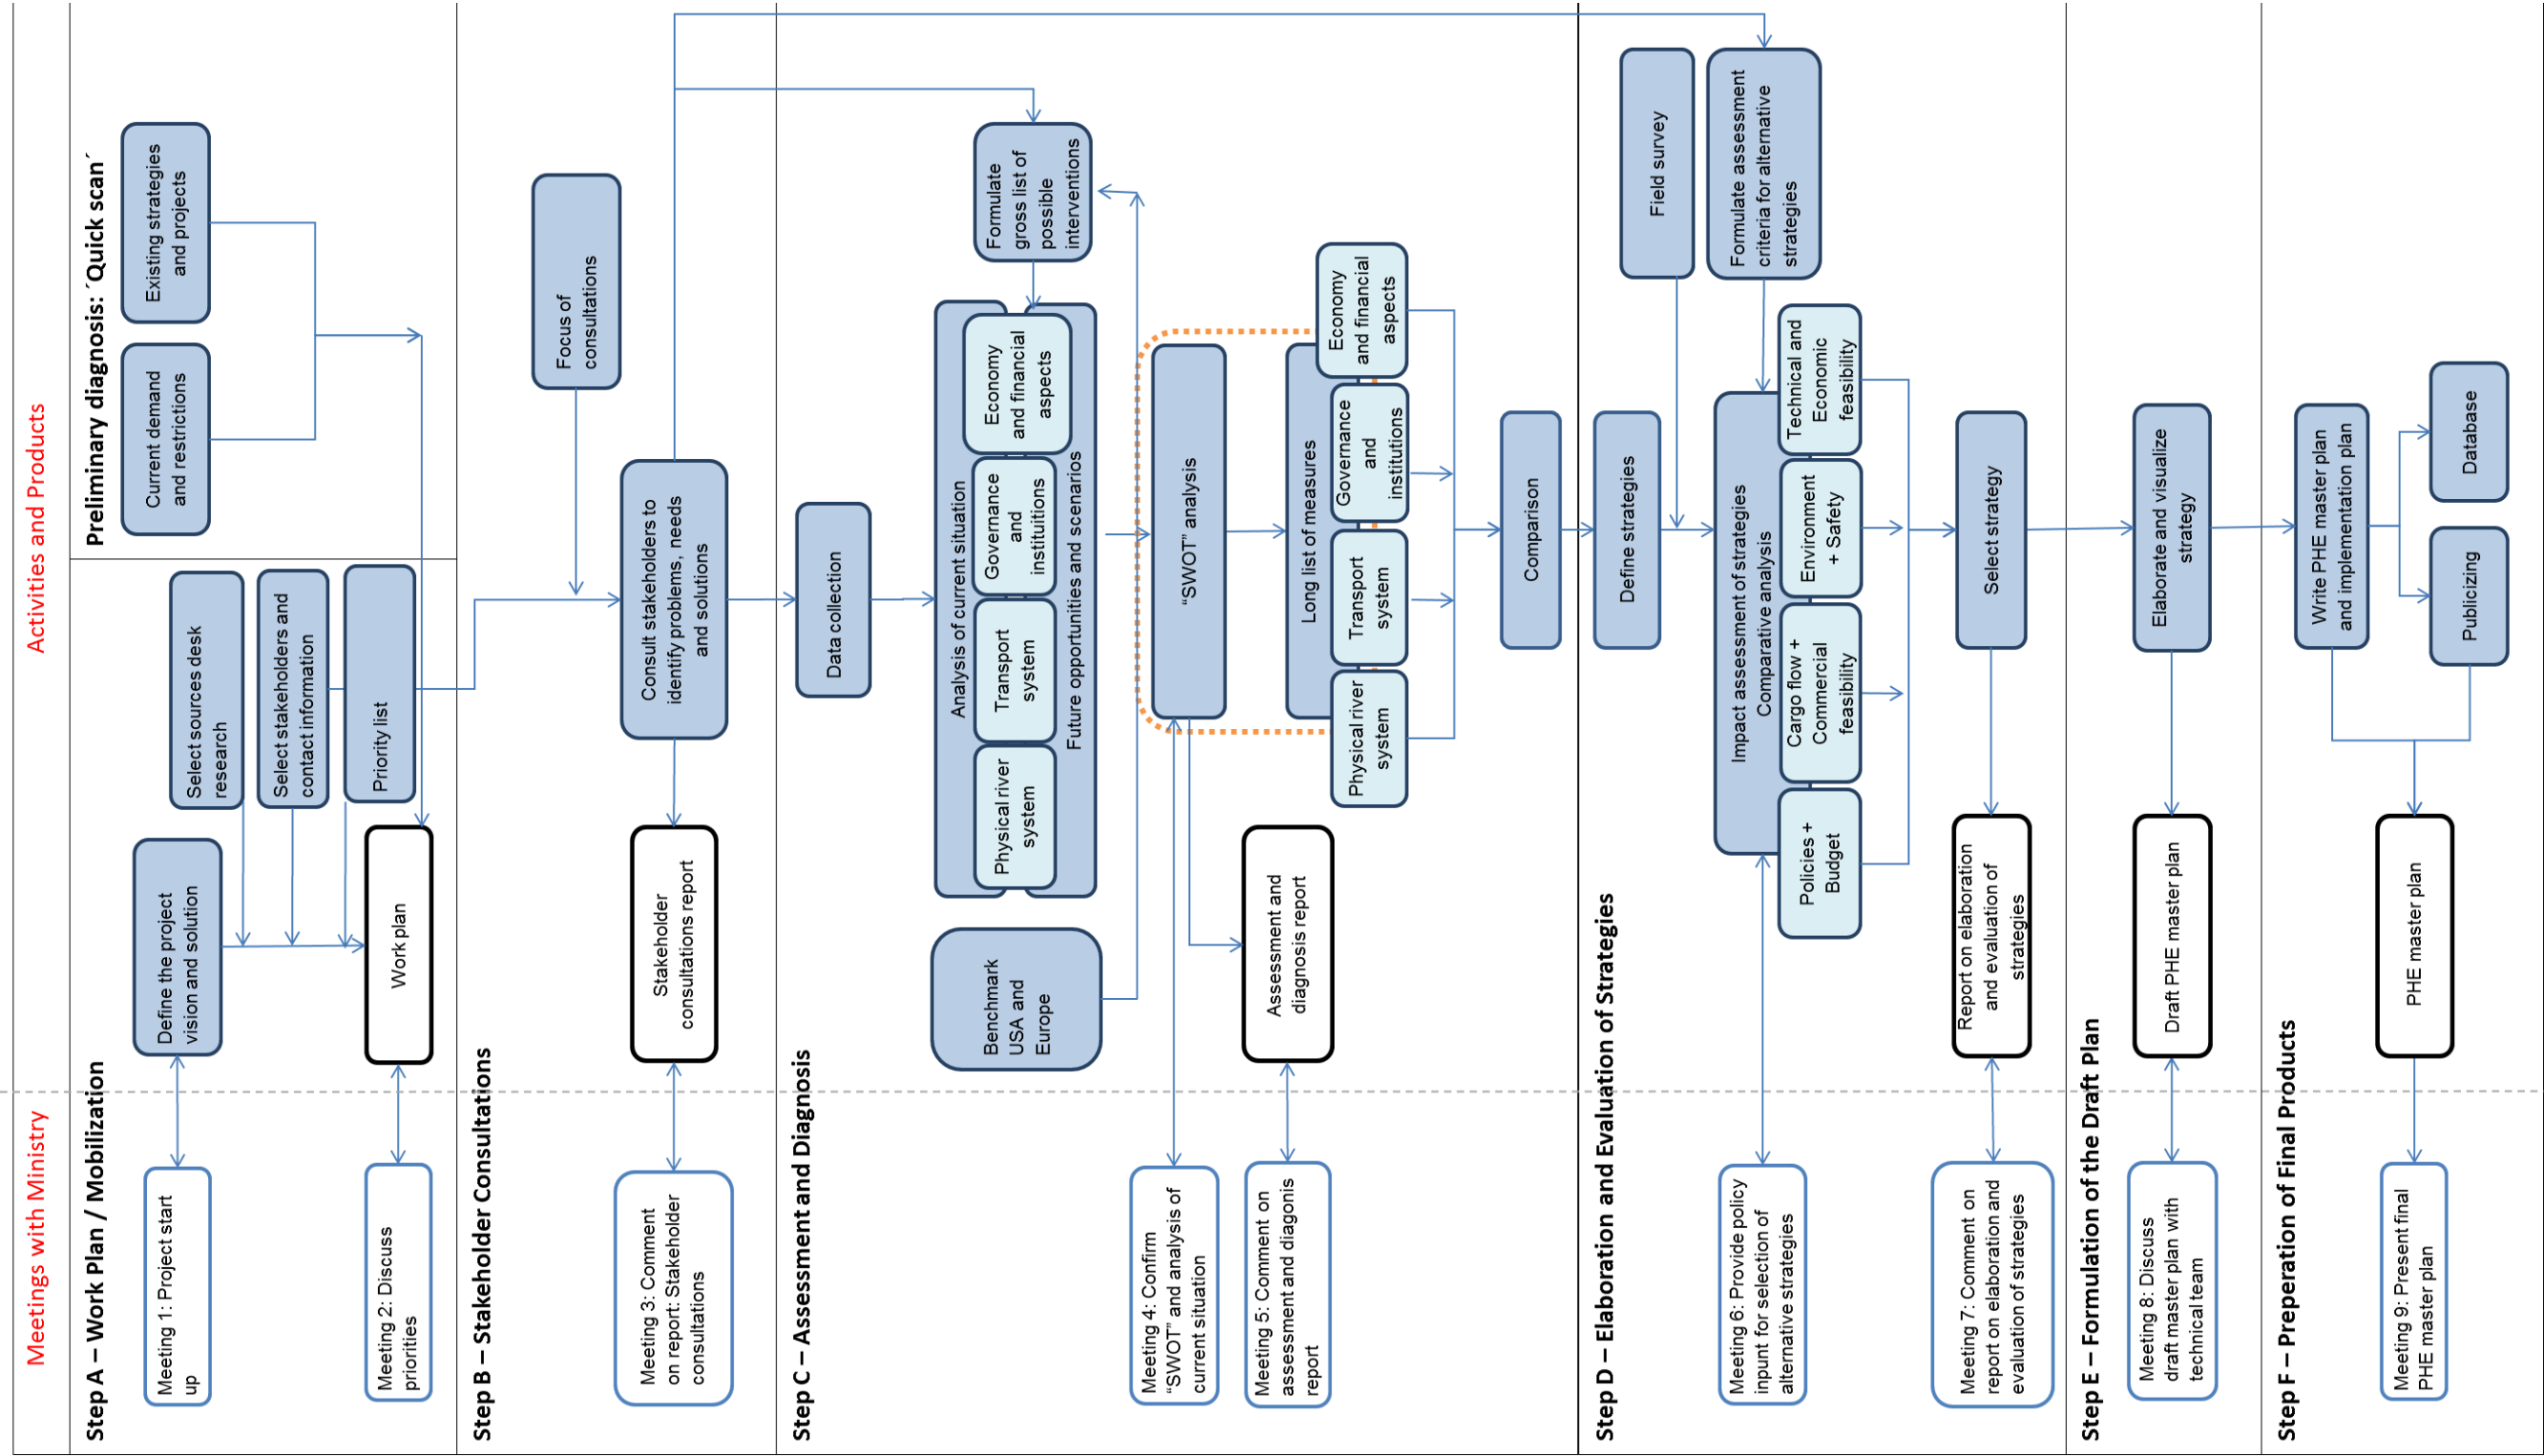 Meetings with Ministry
Activities and Products
Step A – Work Plan / Mobilization
Preliminary diagnosis: ´Quick scan´
Meeting 1: Project start
up
Define the project
vision and solution
Select sources desk
research
Select stakeholders and
contact information
Priority list
Current demand
and restrictions
Existing strategies
and projects
Meeting 2: Discuss
priorities
Work plan
Step B – Stakeholder Consultations
Focus of
consultations
Consult stakeholders to
identify problems, needs
and solutions
Meeting 3: Comment
on report: Stakeholder
consultations
Stakeholder
consultations report
Step C – Assessment and Diagnosis
Data collection
Analysis of current situation
Physical river
system
Transport
system
Governance
and
instituitions
Economy
and financial
aspects
Future opportunities and scenarios
Formulate
gross list of
possible
interventions
Benchmark
USA and
Europe
Meeting 4: Confirm
“SWOT” and analysis of
current situation
“SWOT” analysis
Meeting 5: Comment on
assessment and diagonis
report
Assessment and
diagnosis report
Long list of measures
Physical river
system
Transport
system
Governance
and
institutions
Economy
and financial
aspects
Comparison
Step D – Elaboration and Evaluation of Strategies
Define strategies
Field survey
Formulate assessment
criteria for alternative
strategies
Meeting 6: Provide policy
inpunt for selection of
alternative strategies
Impact assessment of strategies
Comparative analysis
Policies +
Budget
Cargo flow +
Commercial
feasibility
Environment
+ Safety
Technical and
Economic
feasibility
Select strategy
Meeting 7: Comment on
report on elaboration and
evaluation of strategies
Report on elaboration
and evaluation of
strategies
Step E – Formulation of the Draft Plan
Elaborate and visualize
strategy
Meeting 8: Discuss
draft master plan with
technical team
Draft PHE master plan
Step F – Preperation of Final Products
Write PHE master plan
and implementation plan
Publicizing
Database
Meeting 9: Present final
PHE master plan
PHE master plan